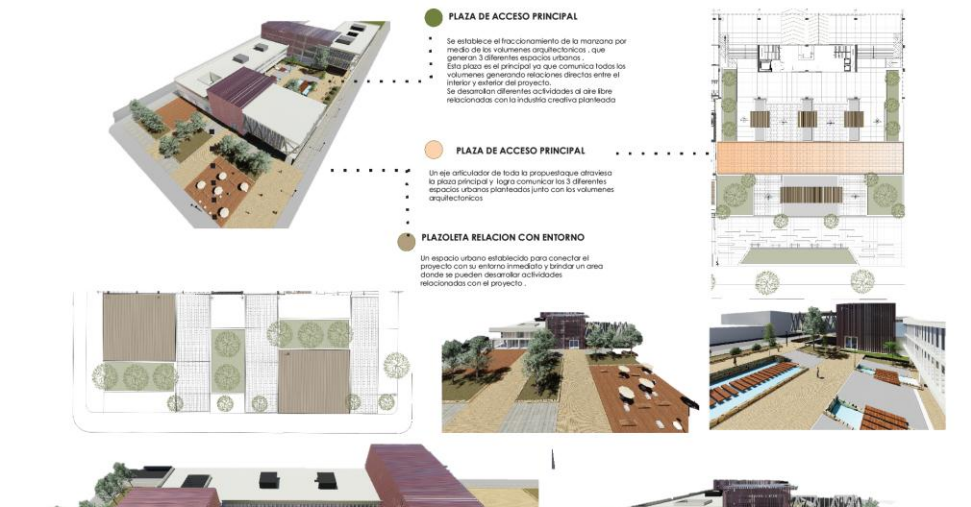 PLAZA DE ACCESO PRINCIPAL
Se establece el fraccionamiento de la manzana por
medio de los volumenes arquitectonicos , que
generan 3 diferentes espacios urbanos .
Esta plaza es el principal ya que comunica todos los
volumenes generando relaciones directas entre el
interior y exterior del proyecto.
Se desarrollan diferentes actividades al aire libre
relacionadas con la industria creativa planteada
PLAZA DE ACCESO PRINCIPAL
Un eje articulador de toda la propuestaque atraviesa
la plaza principal y logra comunicar los 3 diferentes
espacios urbanos planteados junto con los volumenes
arquitectonicos
PLAZOLETA RELACION CON ENTORNO
Un espacio urbano establecido para conectar el
proyecto con su entorno inmediato y brindar un area
donde se pueden desarrollar actividades
relacionadas con el proyecto .